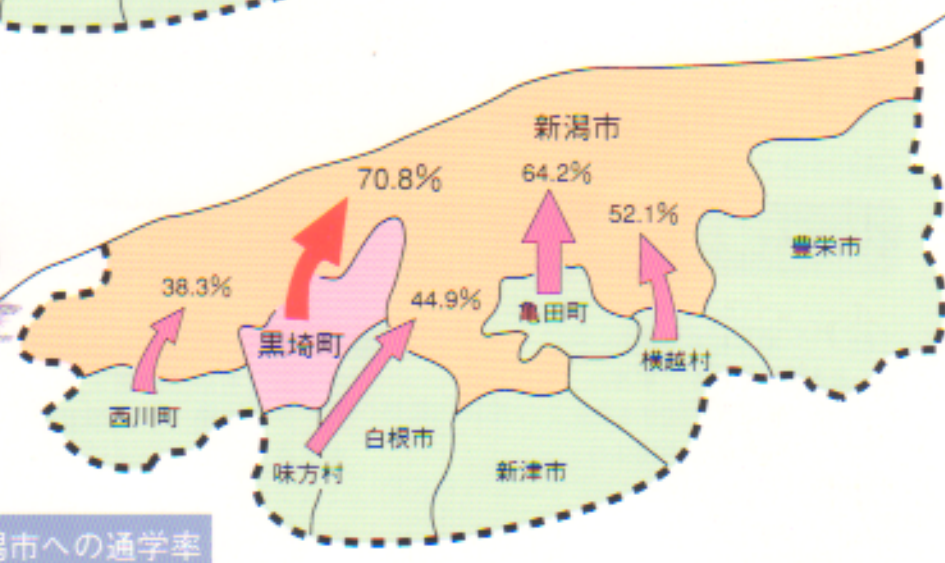 新潟市
70.8%
64.2%
52.1%
豊栄市
38.3%
44.9%
亀田町
黒埼町
横越村
西川町
白根市
味方村
新津市
潟市への通学率